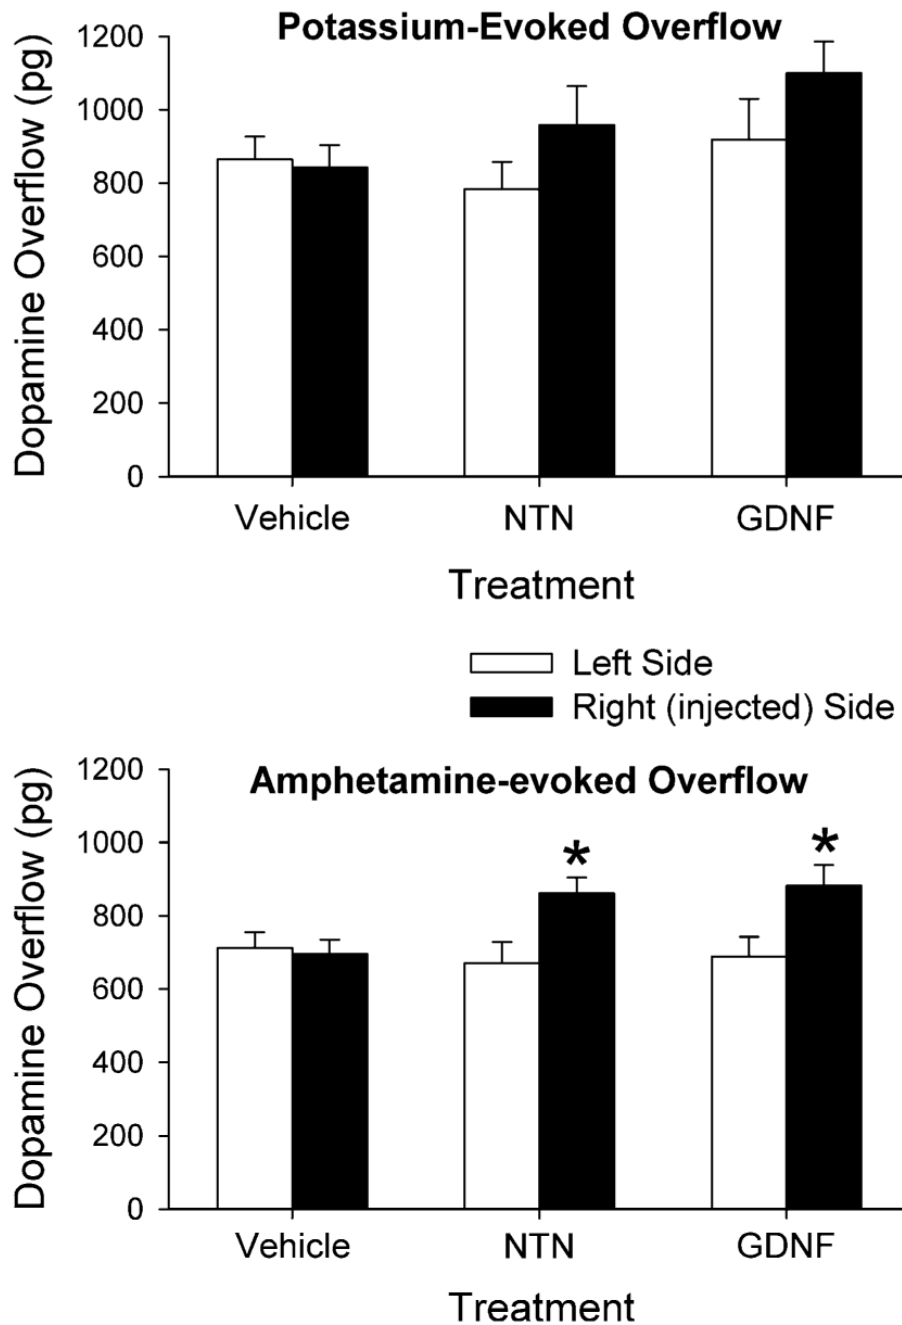 Potassium-Evoked Overflow
Dopamine Overflow (pg)
1200
1000
800
600
400
200
0
Vehicle NTN GDNF
Treatment
Left Side
Right (injected) Side
Amphetamine-evoked Overflow
Dopamine Overflow (pg)
1200
1000
800
600
400
200
0
* *
Vehicle NTN GDNF
Treatment